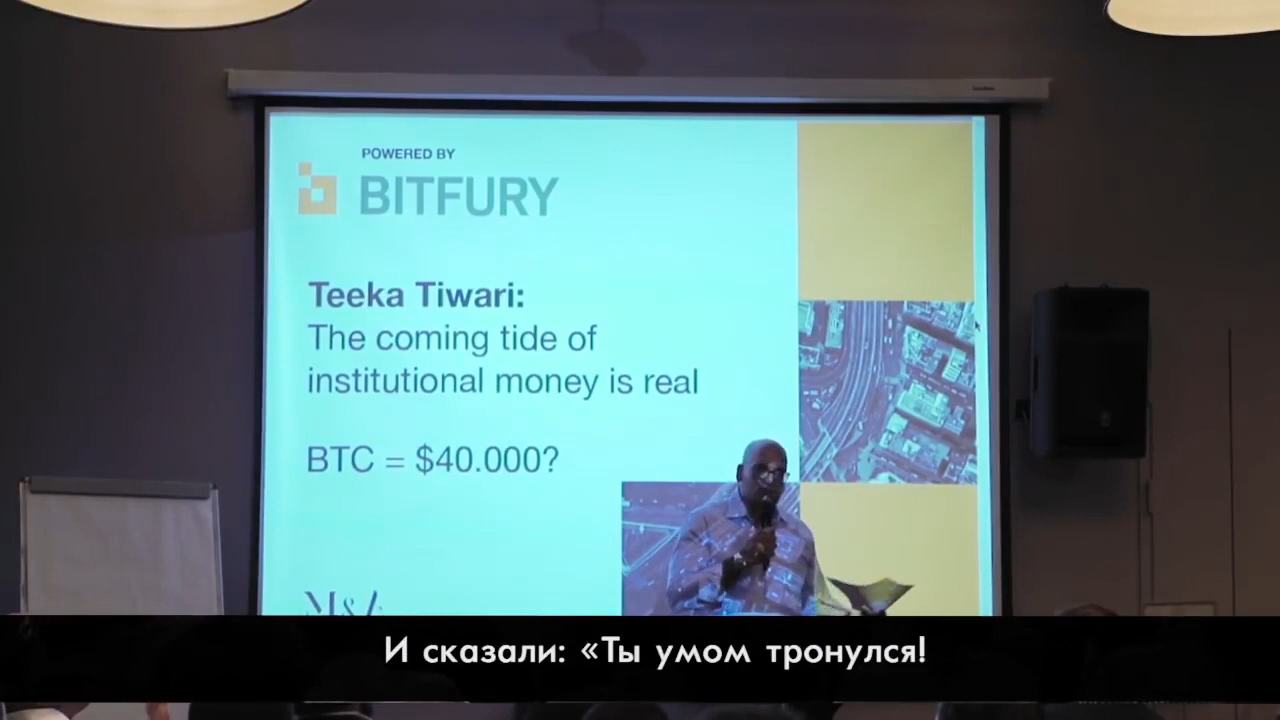 POWERED BY
BITFURY
Teeka Tiwari:
The coming tide of
institutional money is real
BTC = $40.000?
И сказали: «Ты умом тронулся!